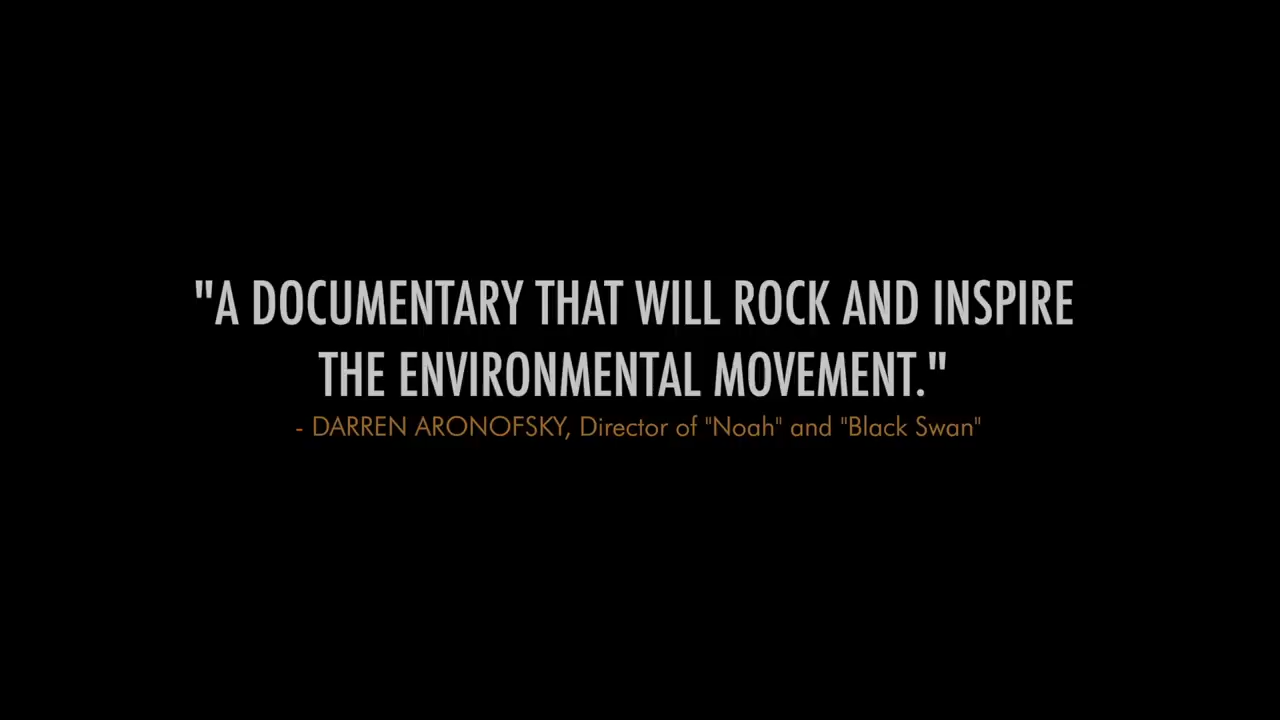 "A DOCUMENTARY THAT WILL ROCK AND INSPIRE
THE ENVIRONMENTAL MOVEMENT."
- DARREN ARONOFSKY, Director of "Noah" and "Black Swan"